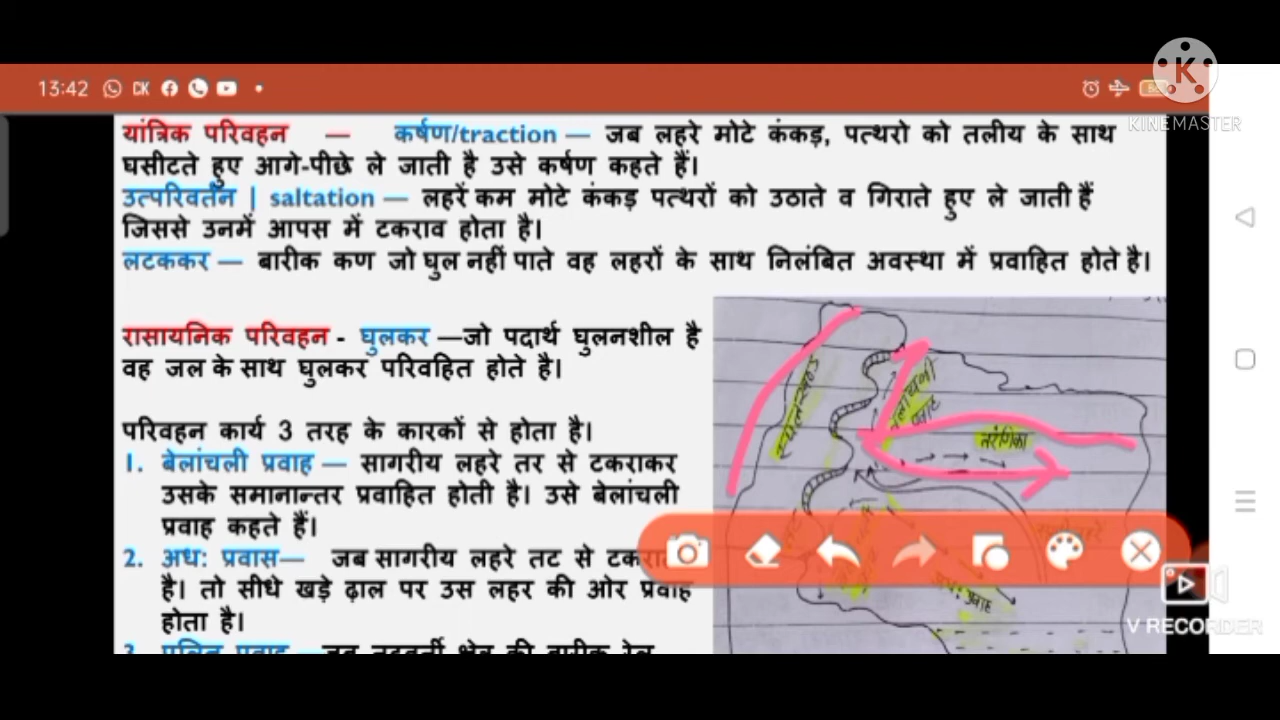 13:42
KINEMASTER
यांत्रिक परिवहन — कर्षण/traction — जब लहरे मोटे कंकड़, पत्थरो को तलीय के साथ
घसीटते हुए आगे-पीछे ले जाती है उसे कर्षण कहते हैं।
उत्परिवर्तन | saltation — लहरें कम मोटे कंकड़ पत्थरों को उठाते व गिराते हुए ले जाती हैं
जिससे उनमें आपस में टकराव होता है।
लटककर — बारीक कण जो घुल नहीं पाते वह लहरों के साथ निलंबित अवस्था में प्रवाहित होते है।
रासायनिक परिवहन - घुलकर —जो पदार्थ घुलनशील है
वह जल के साथ घुलकर परिवहित होते है।
परिवहन कार्य 3 तरह के कारकों से होता है।
1. बेलांचली प्रवाह — सागरीय लहरे तर से टकराकर
उसके समानान्तर प्रवाहित होती है। उसे बेलांचली
प्रवाह कहते हैं।
2. अध: प्रवास— जब सागरीय लहरे तट से
है। तो सीधे खड़े ढ़ाल पर उस लहर की ओर प्रवाह
होता है।
तरंगिका
अध: प्रवाह
V RECORDER